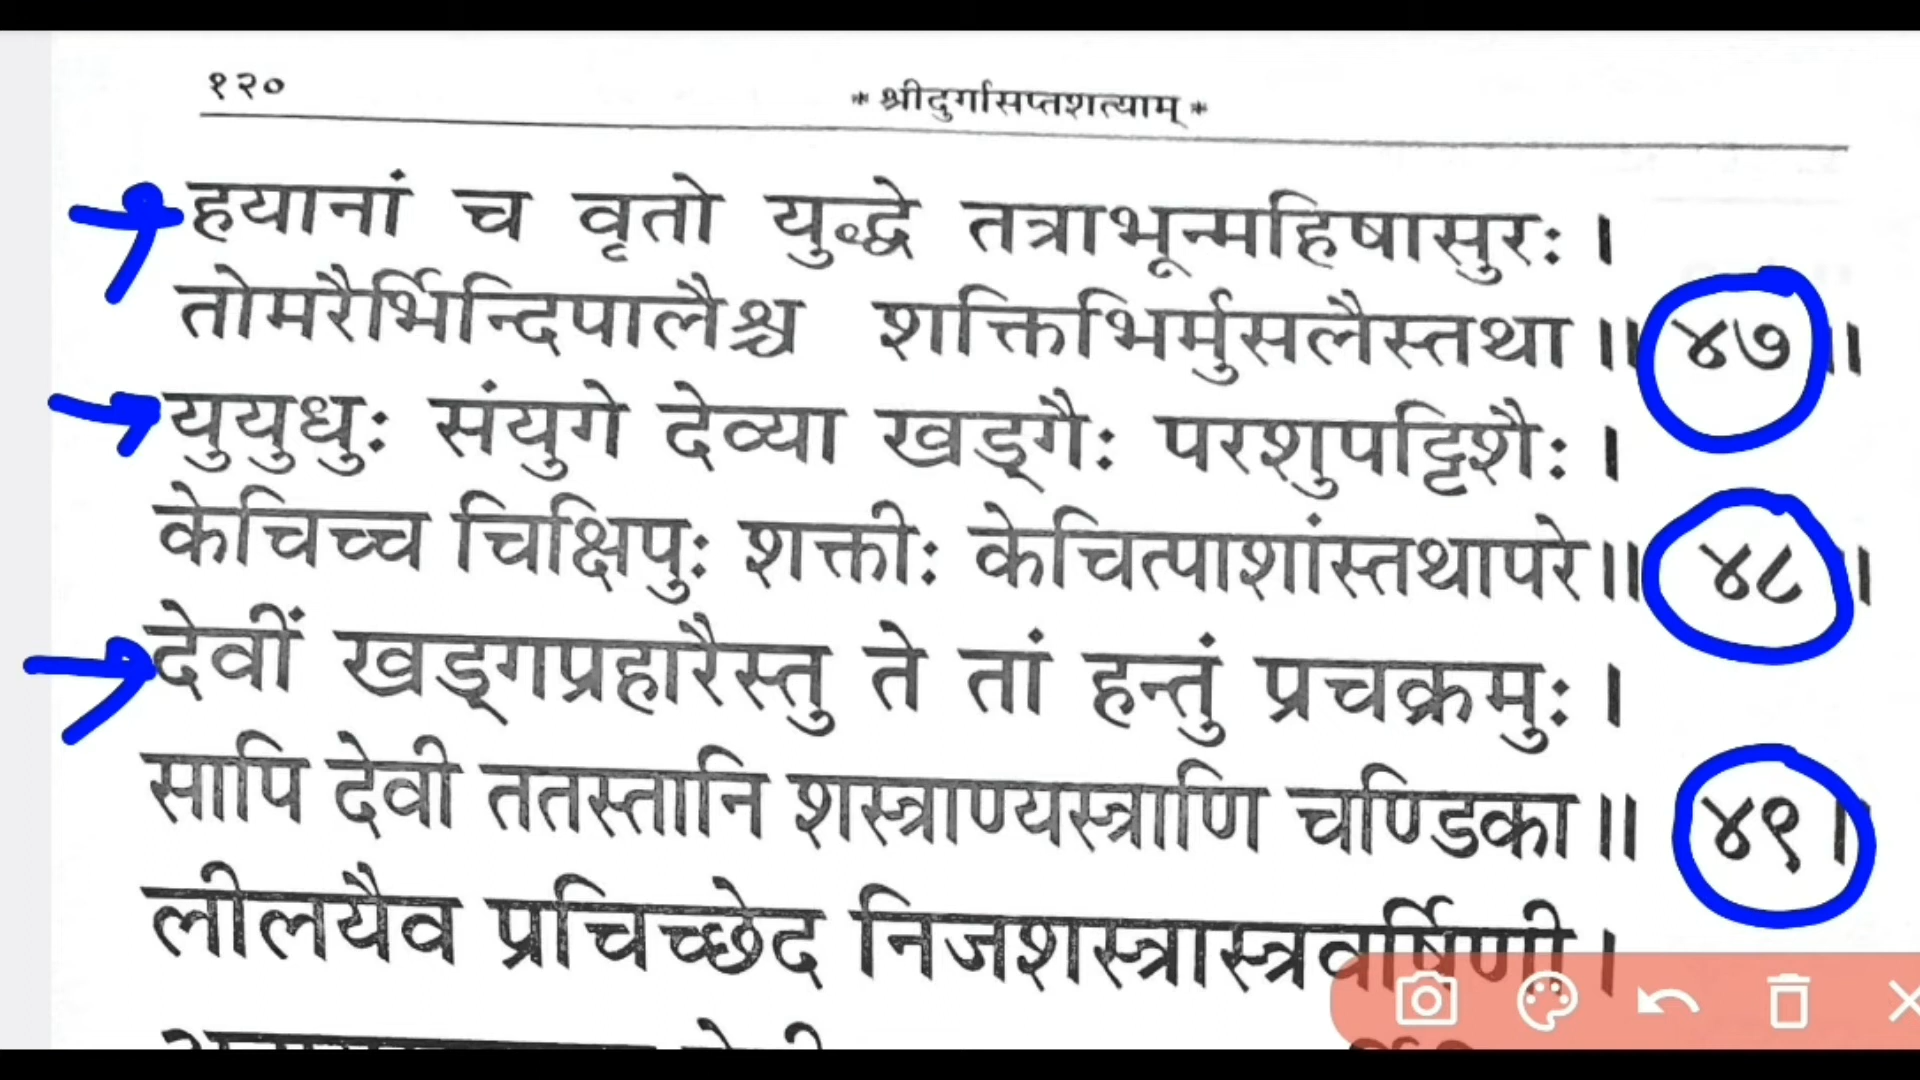 १२०
* श्रीदुर्गासप्तशत्याम् *
हयानां च वृतो युद्धे तत्राभून्महिषासुरः ।
तोमरैर्भिन्दिपालैश्च शक्तिभिर्मुसलैस्तथा ॥ ४७ ॥
युयुधुः संयुगे देव्या खड्गैः परशुपट्टिशैः ।
केचिच्च चिक्षिपुः शक्तीः केचित्पाशांस्तथापरे ॥ ४८ ॥
देवीं खड्गप्रहारैस्तु ते तां हन्तुं प्रचक्रमुः ।
सापि देवी ततस्तानि शस्त्राण्यस्त्राणि चण्डिका ॥ ४९ ॥
लीलयैव प्रचिच्छेद निजशस्त्रास्त्रवर्षिणी ।